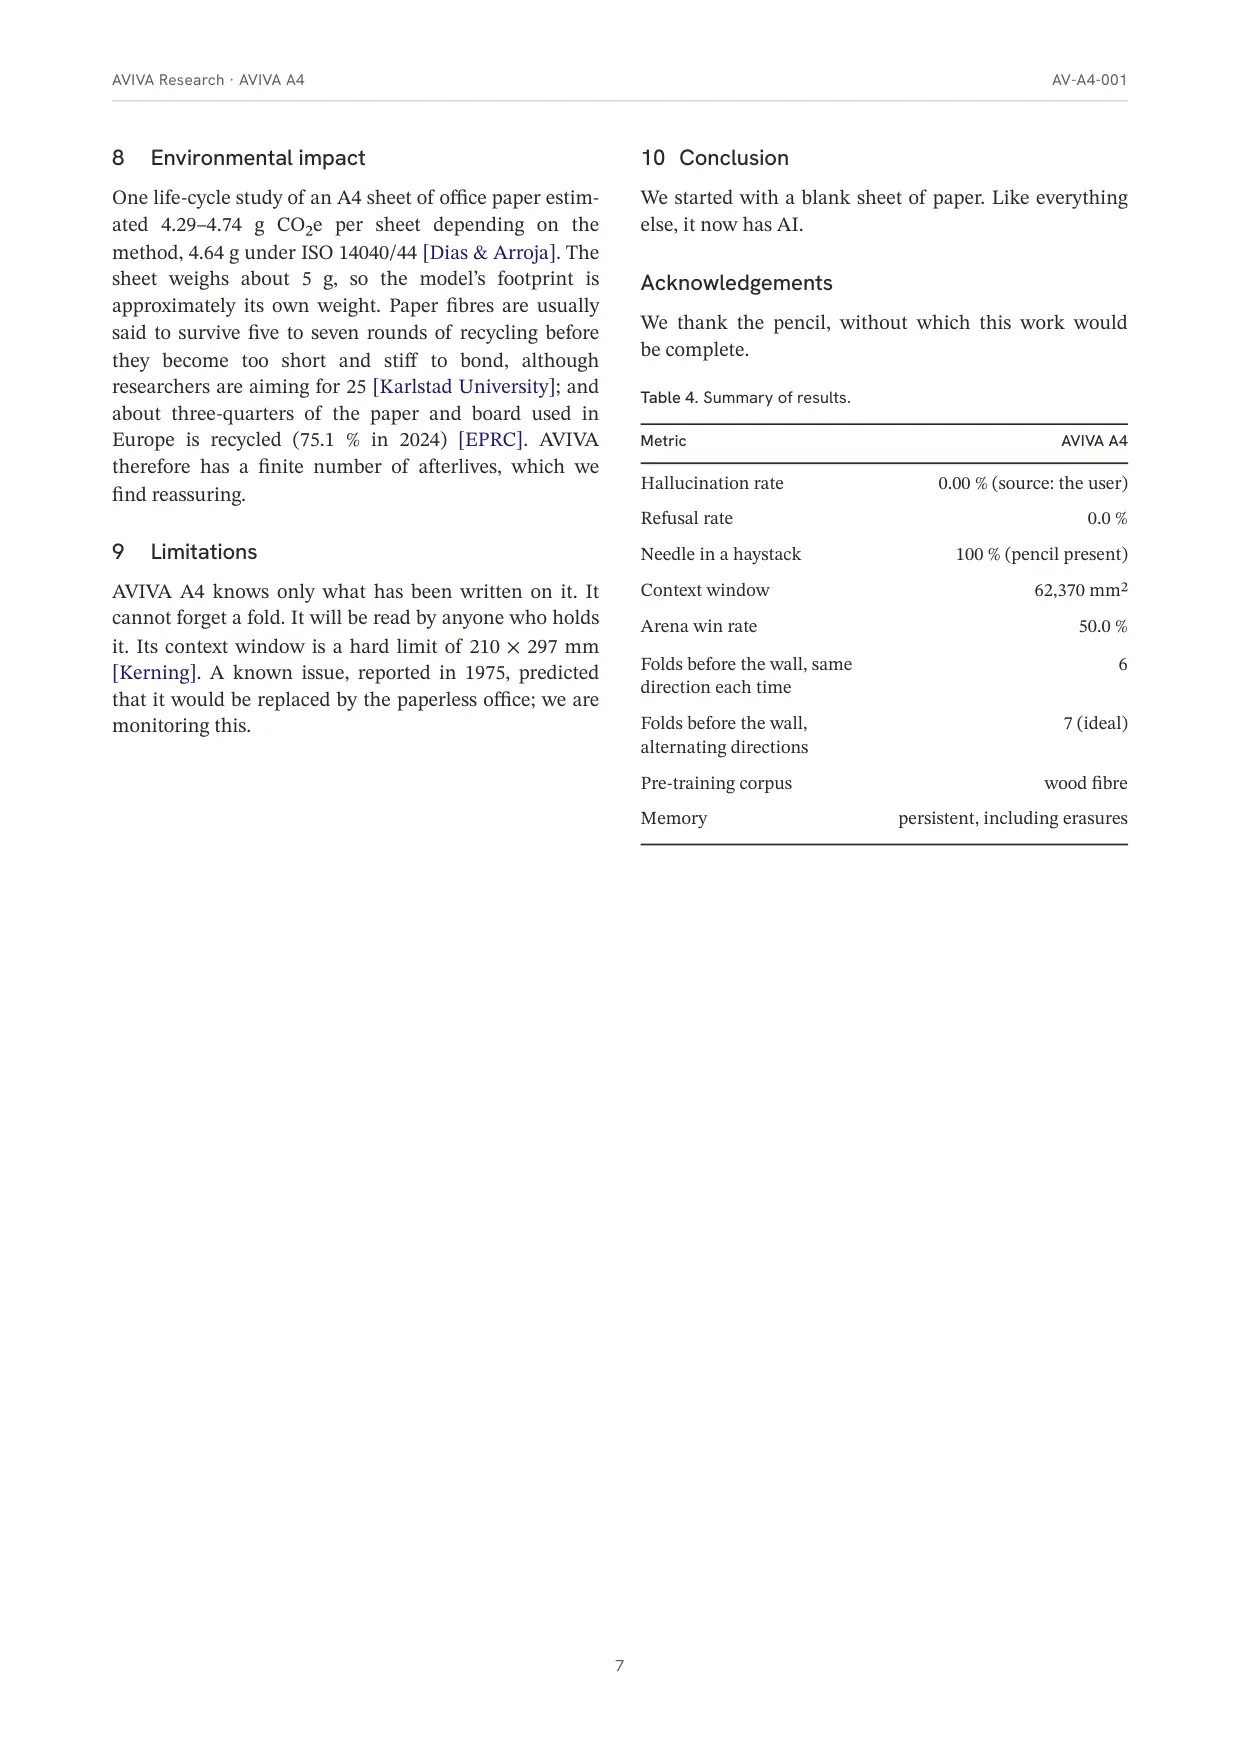 AVIVA Research · AVIVA A4
AV-A4-001
8 Environmental impact
One life-cycle study of an A4 sheet of office paper estim-
ated 4.29–4.74 g CO₂e per sheet depending on the
method, 4.64 g under ISO 14040/44 [Dias & Arroja]. The
sheet weighs about 5 g, so the model’s footprint is
approximately its own weight. Paper fibres are usually
said to survive five to seven rounds of recycling before
they become too short and stiff to bond, although
researchers are aiming for 25 [Karlstad University]; and
about three-quarters of the paper and board used in
Europe is recycled (75.1 % in 2024) [EPRC]. AVIVA
therefore has a finite number of afterlives, which we
find reassuring.
9 Limitations
AVIVA A4 knows only what has been written on it. It
cannot forget a fold. It will be read by anyone who holds
it. Its context window is a hard limit of 210 × 297 mm
[Kerning]. A known issue, reported in 1975, predicted
that it would be replaced by the paperless office; we are
monitoring this.
10 Conclusion
We started with a blank sheet of paper. Like everything
else, it now has AI.
Acknowledgements
We thank the pencil, without which this work would
be complete.
Table 4. Summary of results.
Metric AVIVA A4
Hallucination rate 0.00 % (source: the user)
Refusal rate 0.0 %
Needle in a haystack 100 % (pencil present)
Context window 62,370 mm²
Arena win rate 50.0 %
Folds before the wall, same 6
direction each time
Folds before the wall, 7 (ideal)
alternating directions
Pre-training corpus wood fibre
Memory persistent, including erasures
7